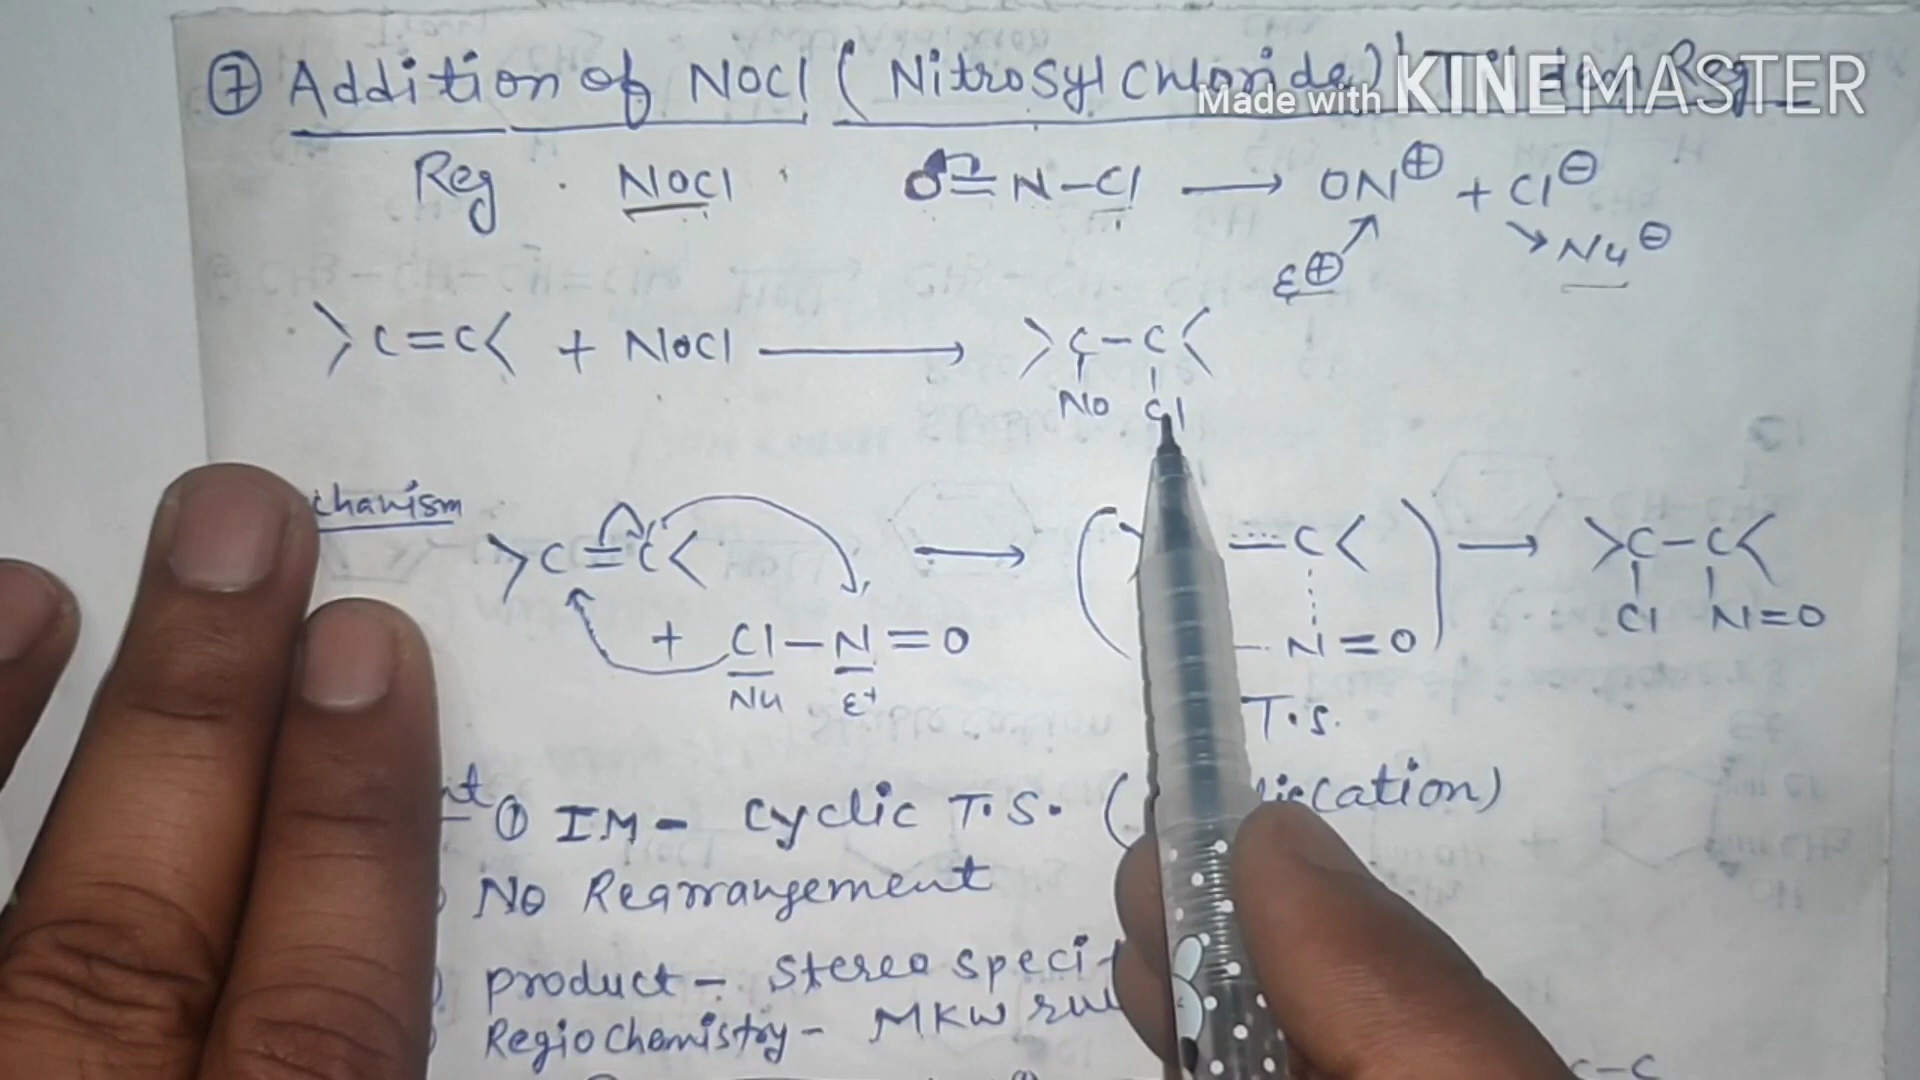 ⑦ Addition of NOCl (Nitrosyl Chloride)
Made with KINEMASTER
Reg NOCl O=N-Cl ⟶ ON⊕ + Cl⊖
E⊕ Nu⊖
>C=C< + NOCl ⟶ >C-C<
NO Cl
chanism
>C=C< ⟶ =C< ⟶ >C-C<
+ Cl-N=O N=O Cl N=O
Nu E+ T.S.
① IM- Cyclic T.S. ( cation)
NO Rearrangement
product- Stereo speci
Regiochemistry- MKW
C-C